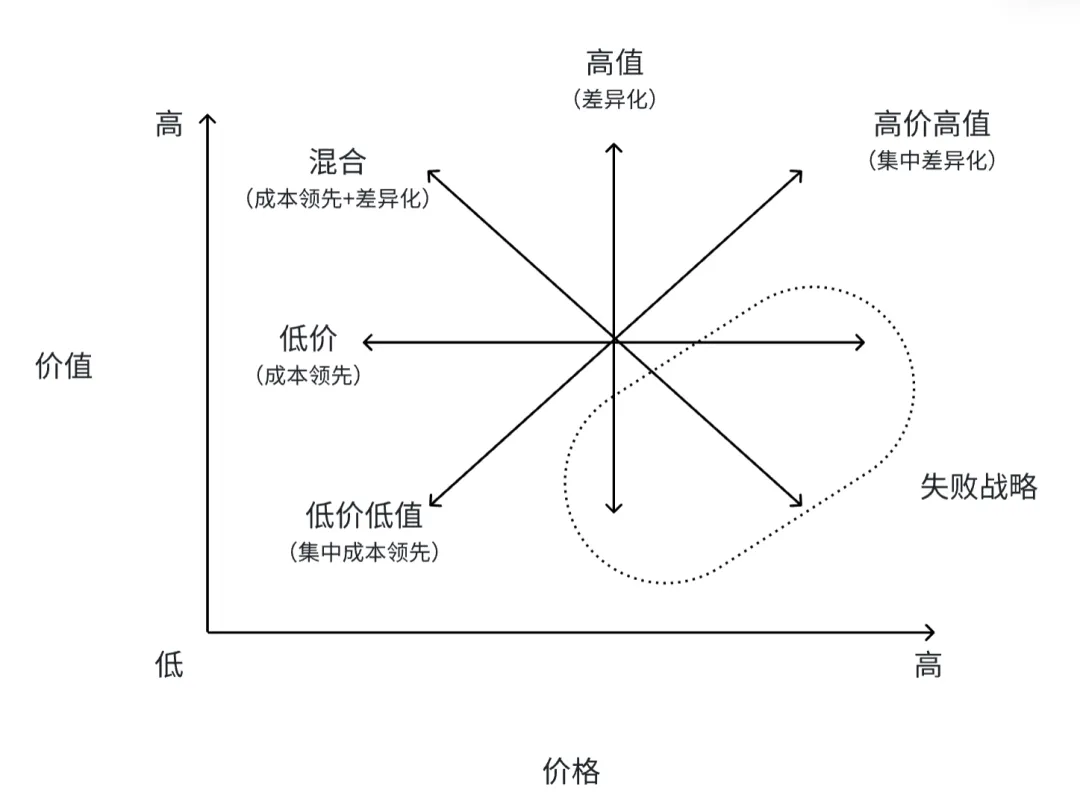 高值
（差异化）
高
高价高值
（集中差异化）
混合
（成本领先+差异化）
低价
（成本领先）
价值
低价低值
（集中成本领先）
失败战略
低
高
价格